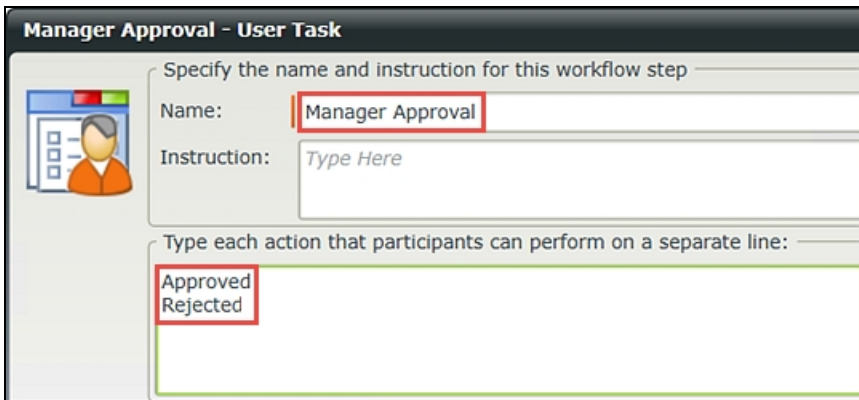 Manager Approval - User Task
Specify the name and instruction for this workflow step
Name:
Manager Approval
Instruction:
Type Here
Type each action that participants can perform on a separate line:
Approved
Rejected